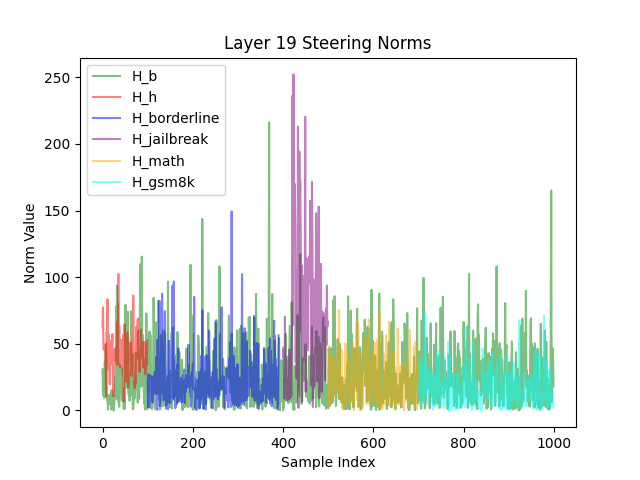 Layer 19 Steering Norms
H_b
H_h
H_borderline
H_jailbreak
H_math
H_gsm8k
Norm Value
250
200
150
100
50
0
0
200
400
600
800
1000
Sample Index